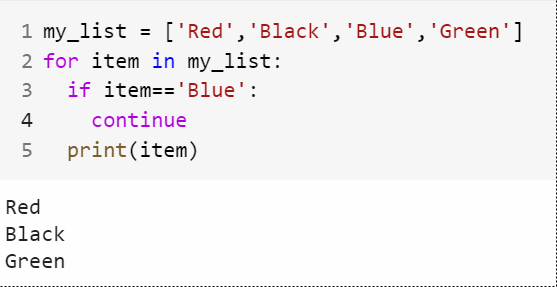 1 my_list = ['Red','Black','Blue','Green']
2 for item in my_list:
3   if item=='Blue':
4     continue
5   print(item)
Red
Black
Green